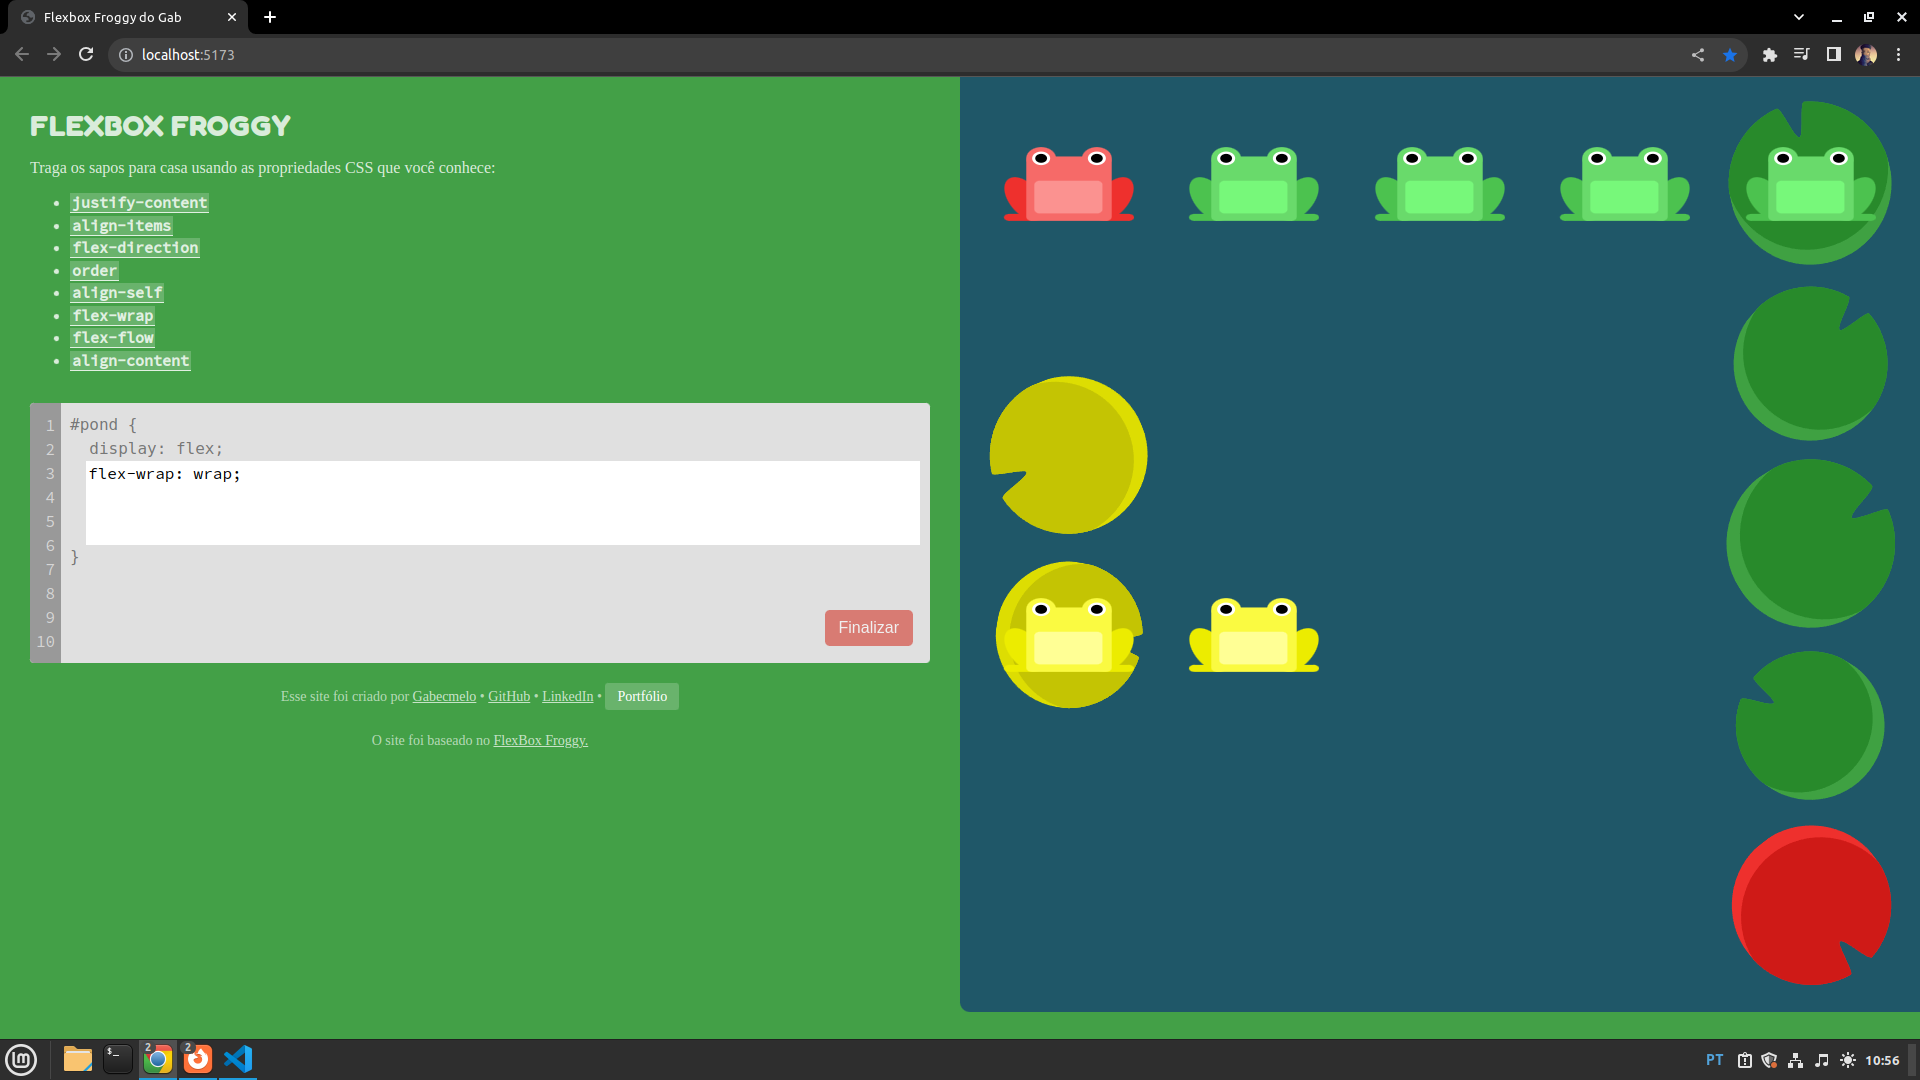 Flexbox Froggy do Gab
localhost:5173
FLEXBOX FROGGY
Traga os sapos para casa usando as propriedades CSS que você conhece:
justify-content
align-items
flex-direction
order
align-self
flex-wrap
flex-flow
align-content
1 #pond {
2 display: flex;
3 flex-wrap: wrap;
4
5
6 }
7
8
9
10
Finalizar
Esse site foi criado por Gabecmelo • GitHub • LinkedIn • Portfólio
O site foi baseado no FlexBox Froggy.
lm $_ 2 2 PT 10:56